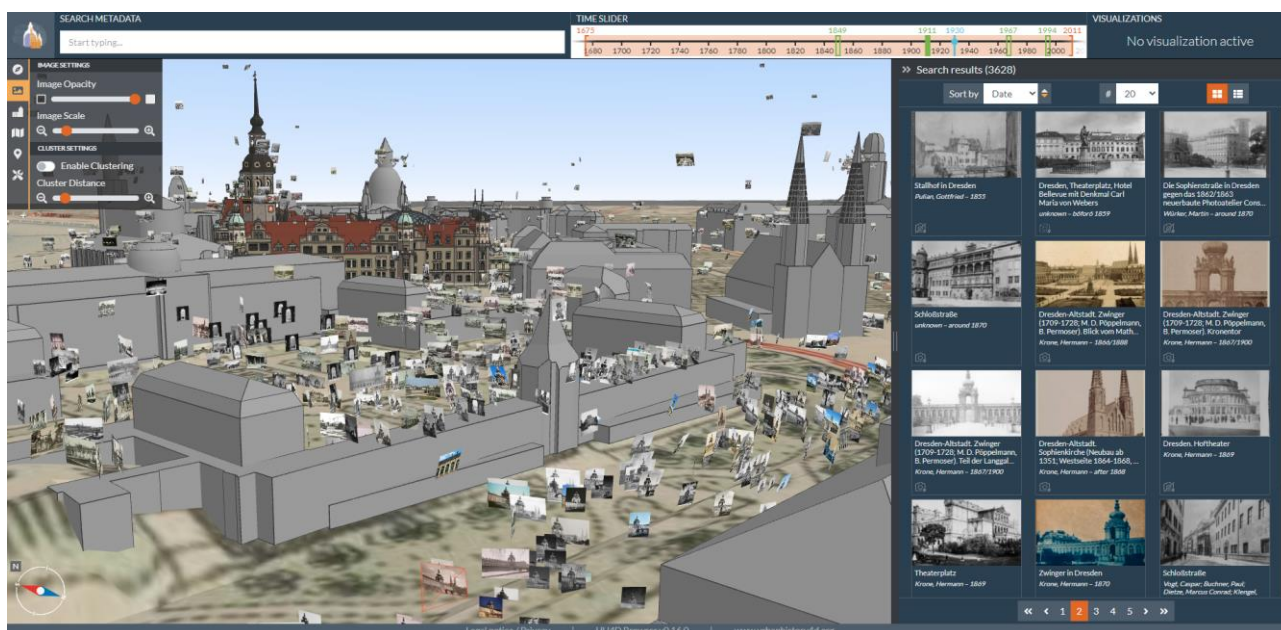 SEARCH METADATA
Start typing...
TIME SLIDER
1673 1849 1911 1930 1967 1994 2011
1680 1700 1720 1740 1760 1780 1800 1820 1840 1860 1880 1900 1920 1940 1960 1980 2000
VISUALIZATIONS
No visualization active
IMAGE SETTINGS
Image Opacity
Image Scale
CLUSTER SETTINGS
Enable Clustering
Cluster Distance
N
Search results (3628)
Sort by Date # 20
Stallhof in Dresden
Pulian, Gottfried – 1855
Dresden, Theaterplatz, Hotel
Bellevue mit Denkmal Carl
Maria von Webers
unknown – before 1859
Die Sophienstraße in Dresden
gegen das 1862/1863
neuerbaute Photoatelier Cons...
Würker, Martin – around 1870
Schloßstraße
unknown – around 1870
Dresden-Altstadt. Zwinger
(1709-1728; M. D. Pöppelmann,
B. Permoser). Blick vom Math...
Krone, Hermann – 1866/1888
Dresden-Altstadt. Zwinger
(1709-1728; M. D. Pöppelmann,
B. Permoser). Kronentor
Krone, Hermann – 1867/1900
Dresden-Altstadt. Zwinger
(1709-1728; M. D. Pöppelmann,
B. Permoser). Teil der Langgal...
Krone, Hermann – 1867/1900
Dresden-Altstadt.
Sophienkirche (Neubau ab
1351; Westseite 1864-1868, ...
Krone, Hermann – after 1868
Dresden. Hoftheater
Krone, Hermann – 1869
Theaterplatz
Krone, Hermann – 1869
Zwinger in Dresden
Krone, Hermann – 1870
Schloßstraße
Vogt, Caspar; Buchner, Paul;
Dietze, Marcus Conrad; Klengel,
« ‹ 1 2 3 4 5 › »